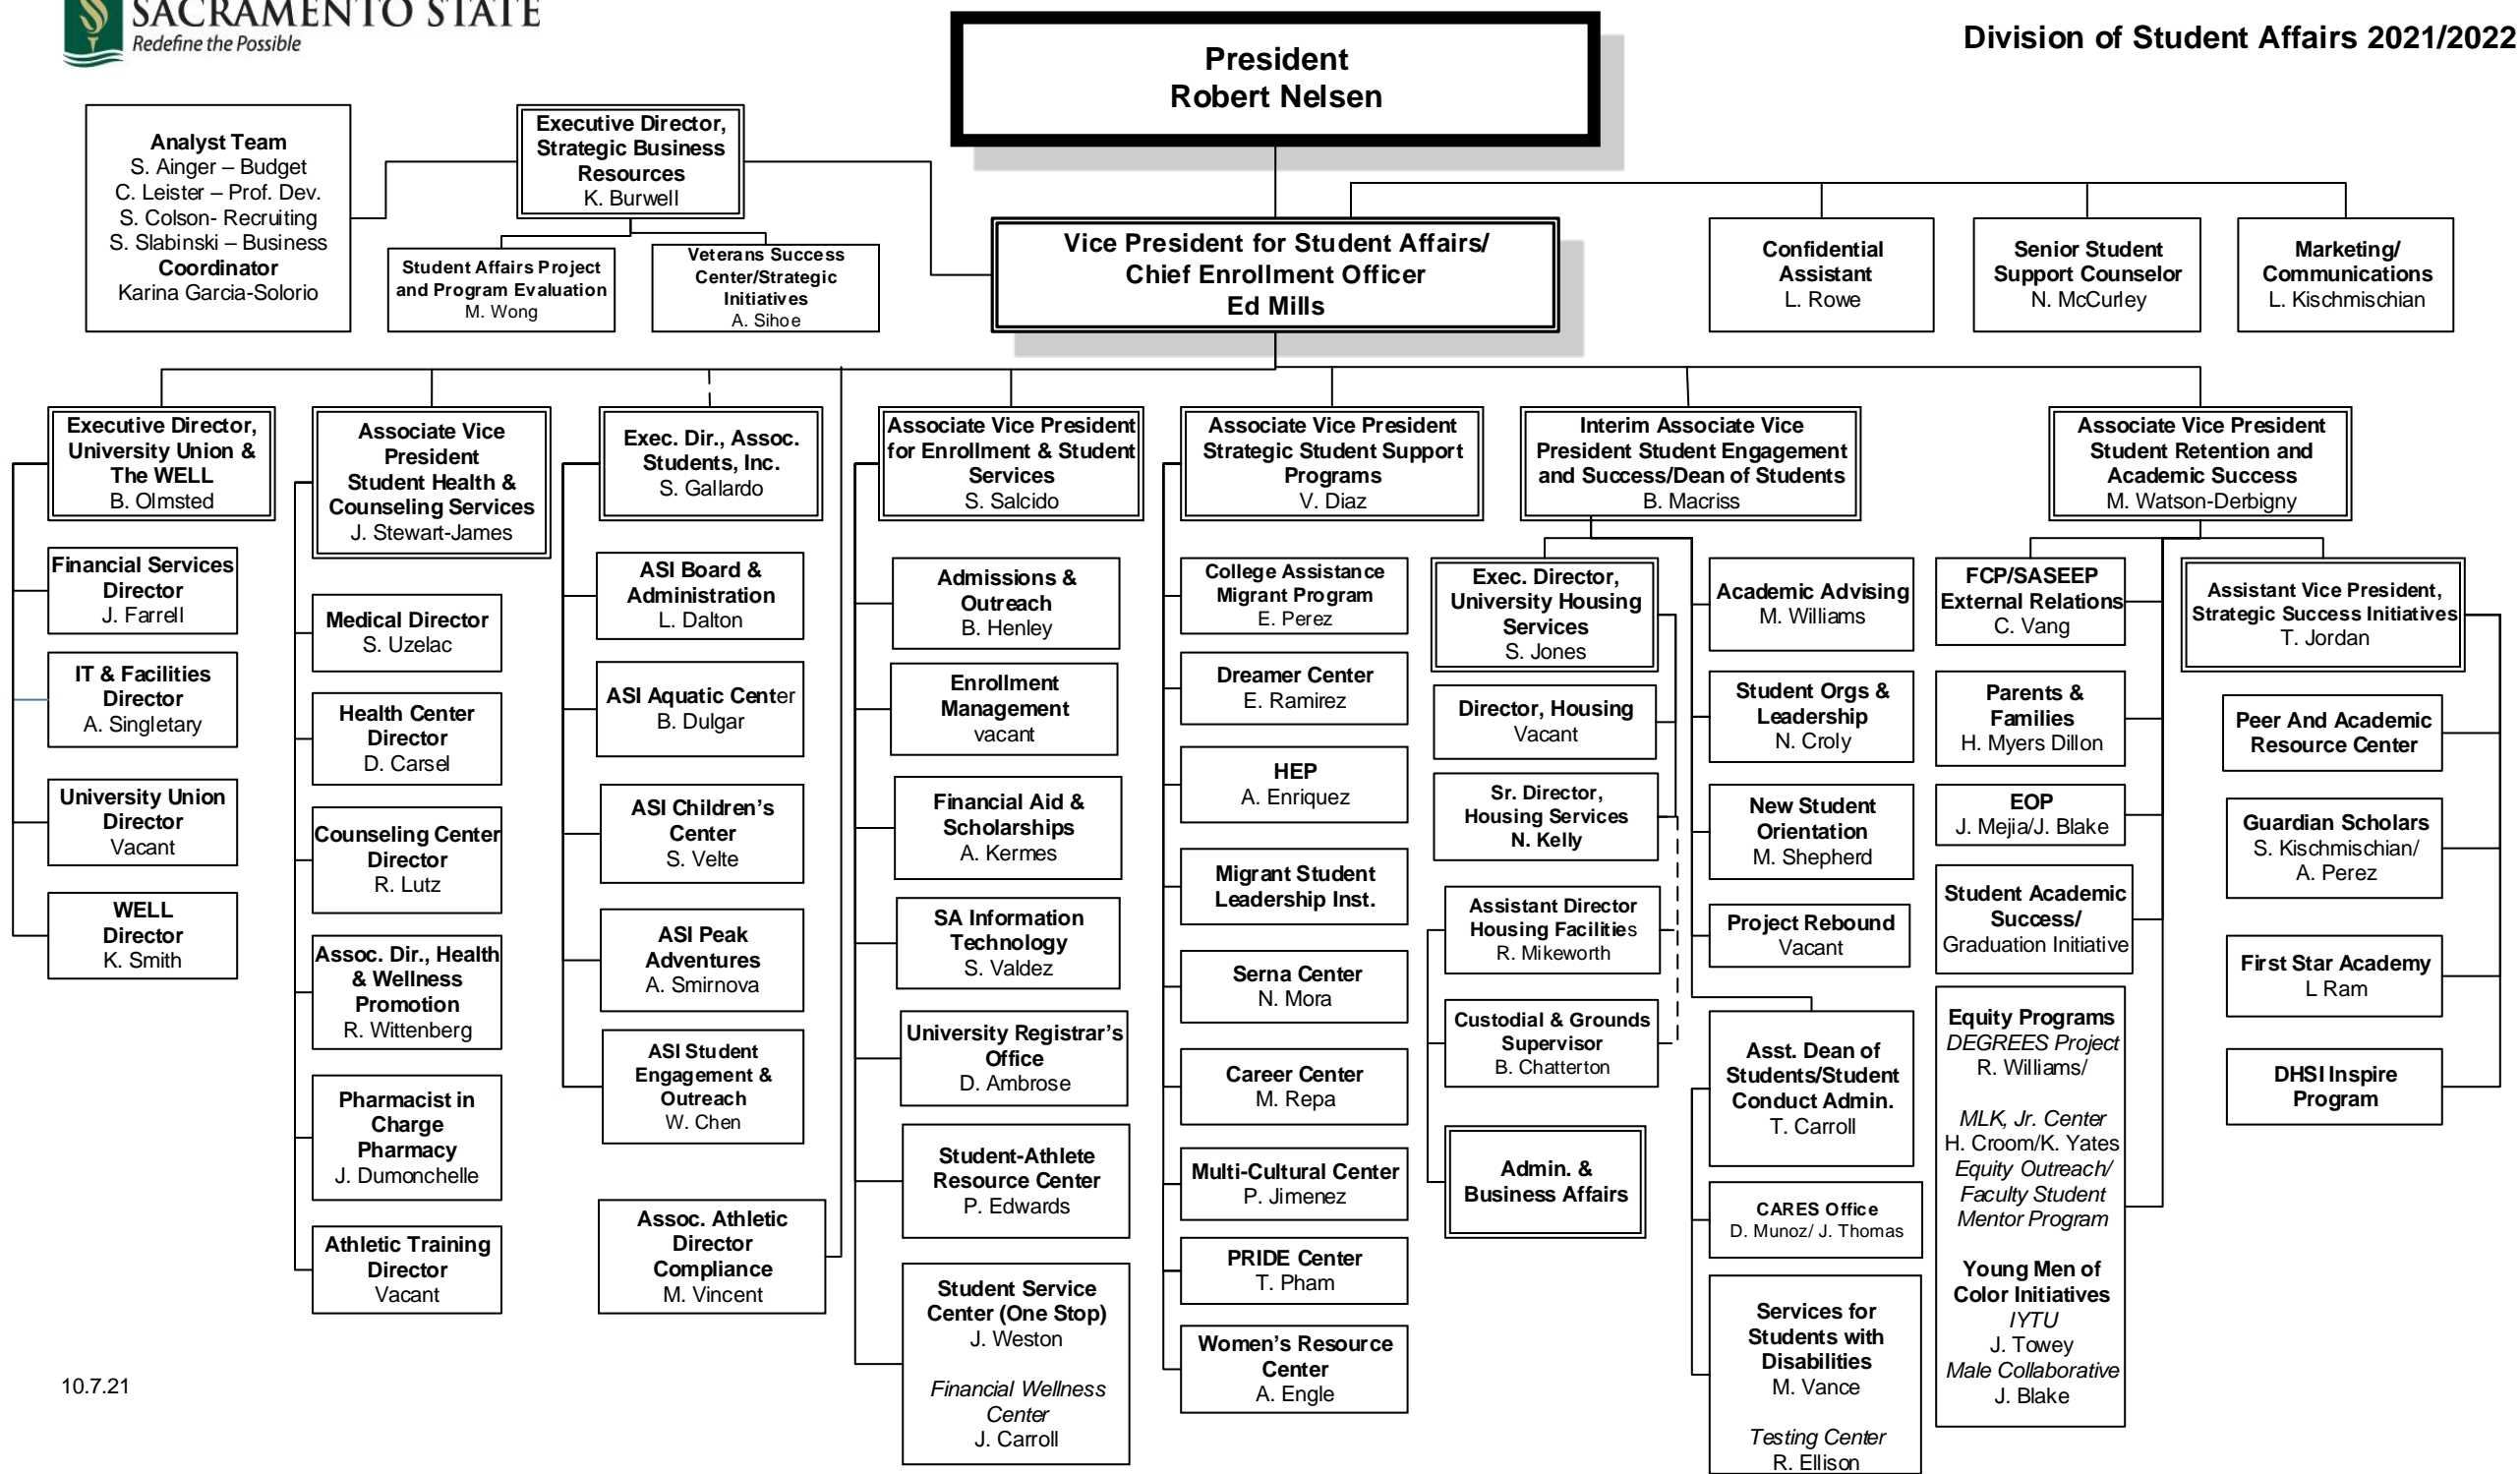 SACRAMENTO STATE
Redefine the Possible
Division of Student Affairs 2021/2022
President
Robert Nelsen
Analyst Team
S. Ainger – Budget
C. Leister – Prof. Dev.
S. Colson- Recruiting
S. Slabinski – Business
Coordinator
Karina Garcia-Solorio
Executive Director,
Strategic Business
Resources
K. Burwell
Student Affairs Project
and Program Evaluation
M. Wong
Veterans Success
Center/Strategic
Initiatives
A. Sihoe
Vice President for Student Affairs/
Chief Enrollment Officer
Ed Mills
Confidential
Assistant
L. Rowe
Senior Student
Support Counselor
N. McCurley
Marketing/
Communications
L. Kischmischian
Executive Director,
University Union &
The WELL
B. Olmsted
Financial Services
Director
J. Farrell
IT & Facilities
Director
A. Singletary
University Union
Director
Vacant
WELL
Director
K. Smith
Associate Vice
President
Student Health &
Counseling Services
J. Stewart-James
Medical Director
S. Uzelac
Health Center
Director
D. Carsel
Counseling Center
Director
R. Lutz
Assoc. Dir., Health
& Wellness
Promotion
R. Wittenberg
Pharmacist in
Charge
Pharmacy
J. Dumonchelle
Athletic Training
Director
Vacant
Exec. Dir., Assoc.
Students, Inc.
S. Gallardo
ASI Board &
Administration
L. Dalton
ASI Aquatic Center
B. Dulgar
ASI Children's
Center
S. Velte
ASI Peak
Adventures
A. Smirnova
ASI Student
Engagement &
Outreach
W. Chen
Assoc. Athletic
Director
Compliance
M. Vincent
Associate Vice President
for Enrollment & Student
Services
S. Salcido
Admissions &
Outreach
B. Henley
Enrollment
Management
vacant
Financial Aid &
Scholarships
A. Kermes
SA Information
Technology
S. Valdez
University Registrar's
Office
D. Ambrose
Student-Athlete
Resource Center
P. Edwards
Student Service
Center (One Stop)
J. Weston
Financial Wellness
Center
J. Carroll
Associate Vice President
Strategic Student Support
Programs
V. Diaz
College Assistance
Migrant Program
E. Perez
Dreamer Center
E. Ramirez
HEP
A. Enriquez
Migrant Student
Leadership Inst.
Serna Center
N. Mora
Career Center
M. Repa
Multi-Cultural Center
P. Jimenez
PRIDE Center
T. Pham
Women's Resource
Center
A. Engle
Interim Associate Vice
President Student Engagement
and Success/Dean of Students
B. Macriss
Exec. Director,
University Housing
Services
S. Jones
Director, Housing
Vacant
Sr. Director,
Housing Services
N. Kelly
Assistant Director
Housing Facilities
R. Mikeworth
Custodial & Grounds
Supervisor
B. Chatterton
Admin. &
Business Affairs
Academic Advising
M. Williams
Student Orgs &
Leadership
N. Croly
New Student
Orientation
M. Shepherd
Project Rebound
Vacant
Asst. Dean of
Students/Student
Conduct Admin.
T. Carroll
CARES Office
D. Munoz/ J. Thomas
Services for
Students with
Disabilities
M. Vance
Testing Center
R. Ellison
Associate Vice President
Student Retention and
Academic Success
M. Watson-Derbigny
FCP/SASEEP
External Relations
C. Vang
Parents &
Families
H. Myers Dillon
EOP
J. Mejia/J. Blake
Student Academic
Success/
Graduation Initiative
Equity Programs
DEGREES Project
R. Williams/
MLK, Jr. Center
H. Croom/K. Yates
Equity Outreach/
Faculty Student
Mentor Program
Young Men of
Color Initiatives
IYTU
J. Towey
Male Collaborative
J. Blake
Assistant Vice President,
Strategic Success Initiatives
T. Jordan
Peer And Academic
Resource Center
Guardian Scholars
S. Kischmischian/
A. Perez
First Star Academy
L Ram
DHSI Inspire
Program
10.7.21